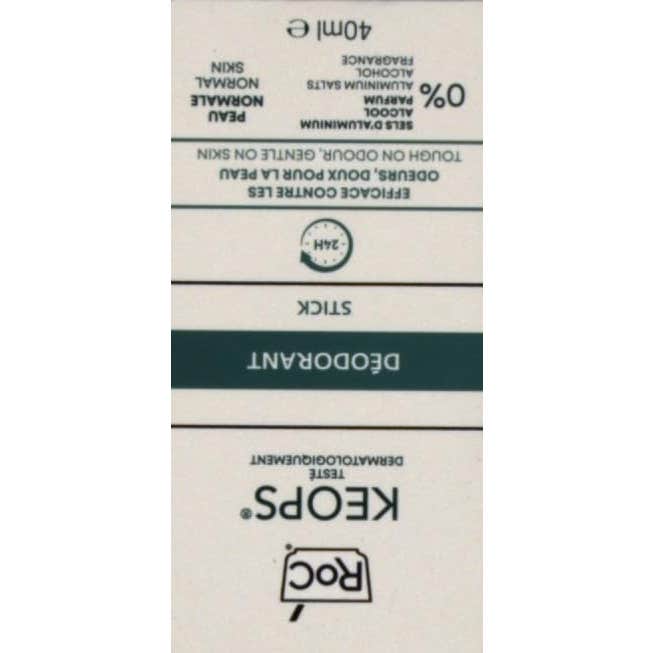 RoC®
KEOPS®
TESTÉ
DERMATOLOGIQUEMENT
DÉODORANT
STICK
24H
EFFICACE CONTRE LES
ODEURS, DOUX POUR LA PEAU
TOUGH ON ODOUR, GENTLE ON SKIN
0%
SELS D'ALUMINIUM
ALCOOL
PARFUM
ALUMINIUM SALTS
ALCOHOL
FRAGRANCE
PEAU
NORMALE
NORMAL
SKIN
40ml e